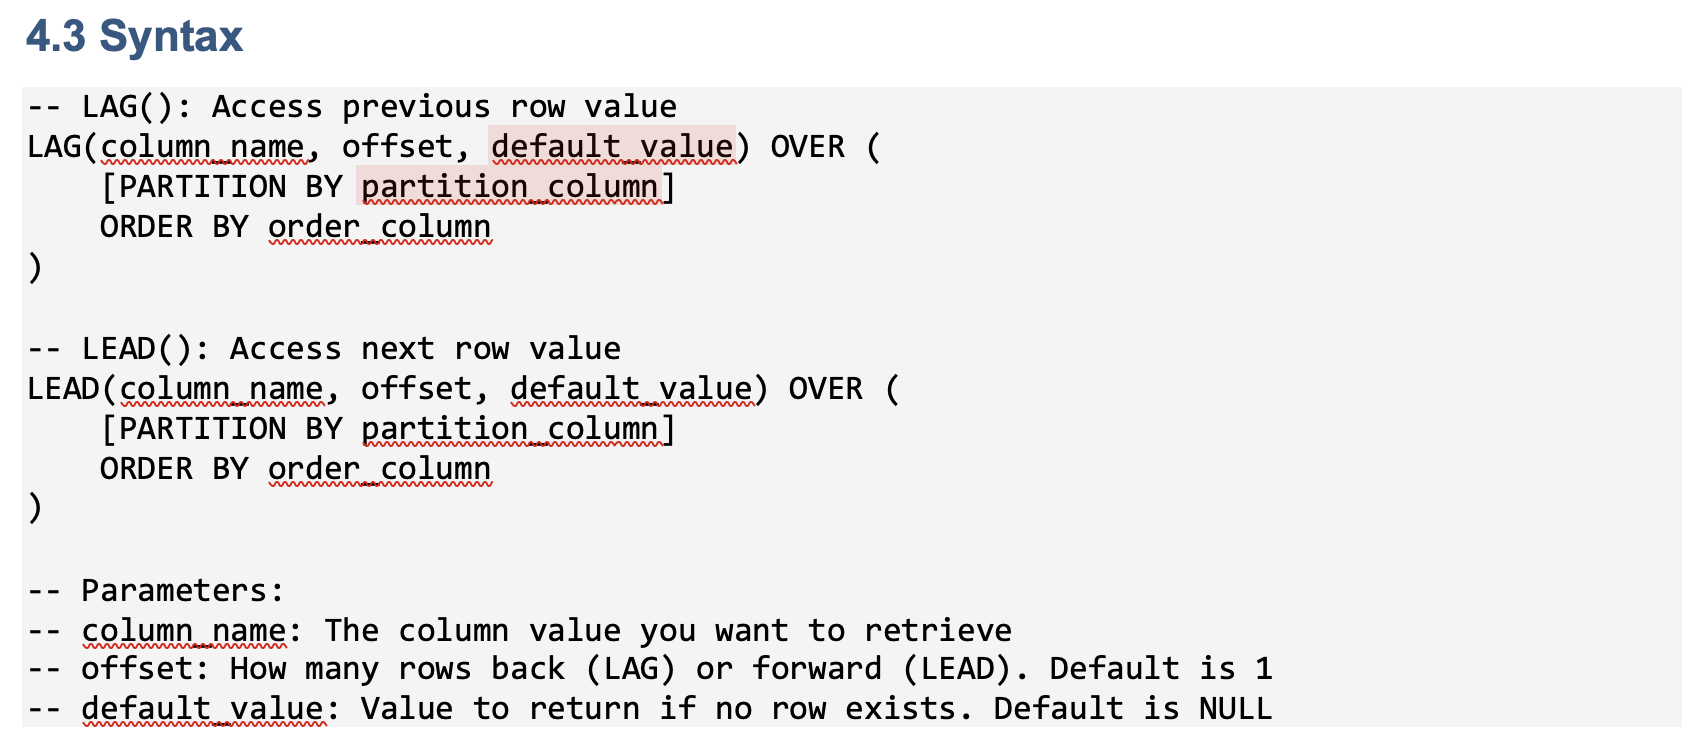 4.3 Syntax
-- LAG(): Access previous row value
LAG(column_name, offset, default_value) OVER (
    [PARTITION BY partition_column]
    ORDER BY order_column
)
-- LEAD(): Access next row value
LEAD(column_name, offset, default_value) OVER (
    [PARTITION BY partition_column]
    ORDER BY order_column
)
-- Parameters:
-- column_name: The column value you want to retrieve
-- offset: How many rows back (LAG) or forward (LEAD). Default is 1
-- default_value: Value to return if no row exists. Default is NULL